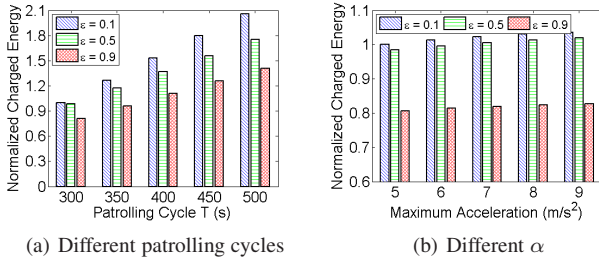 Normalized Charged Energy
2.1
1.8
1.5
1.2
0.9
0.6
0.3
0
ε = 0.1
ε = 0.5
ε = 0.9
300 350 400 450 500
Patrolling Cycle T (s)
(a) Different patrolling cycles
Normalized Charged Energy
1.1
1
0.9
0.8
0.7
0.6
ε = 0.1 ε = 0.5 ε = 0.9
5 6 7 8 9
Maximum Acceleration (m/s²)
(b) Different α